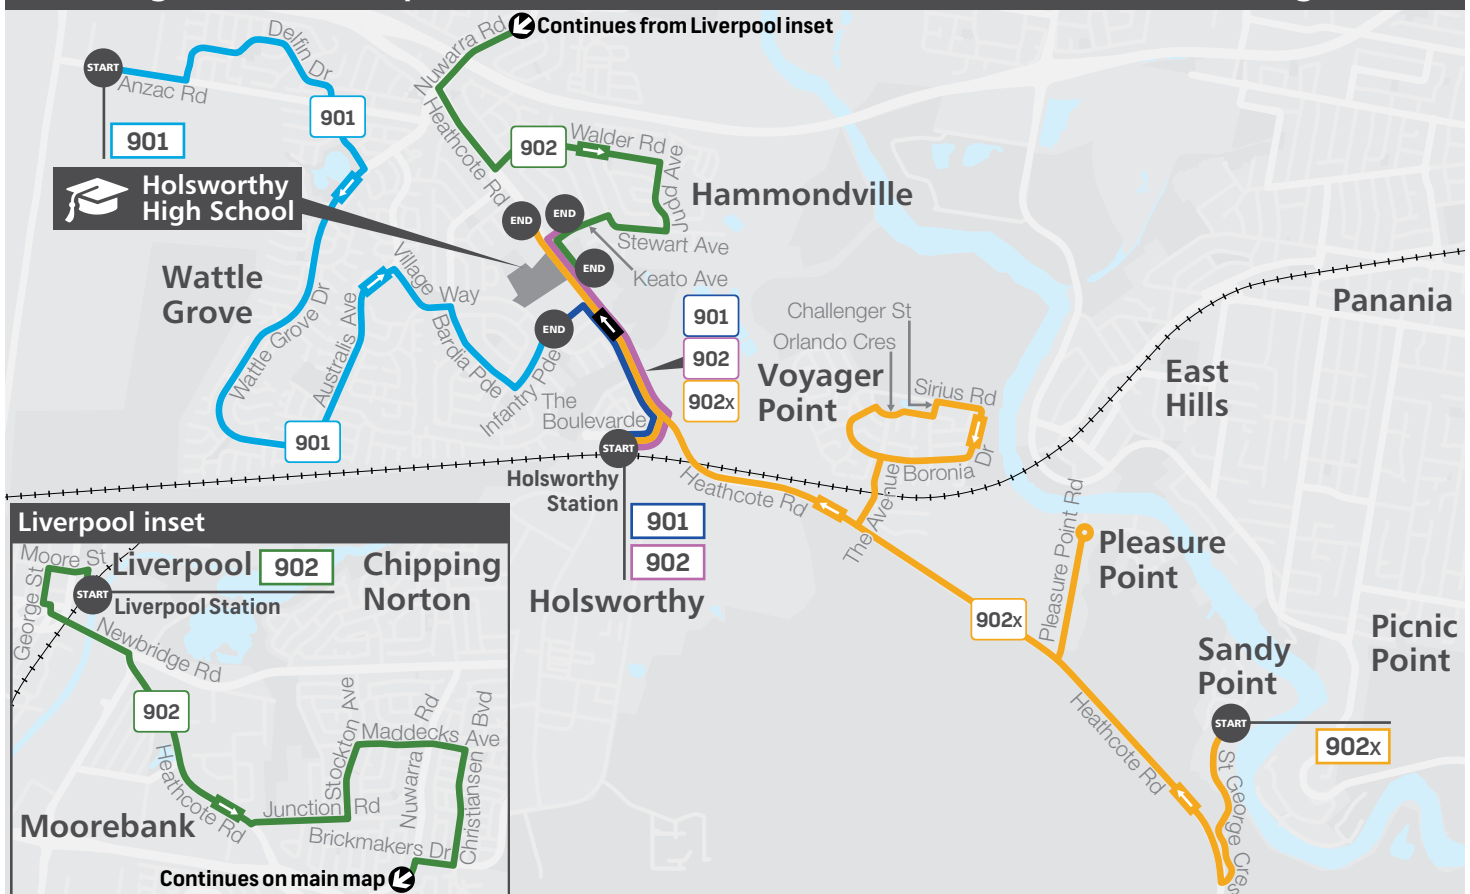 Continues from Liverpool inset
Nuwarra Rd
Delfin Dr
START
Anzac Rd
901
901
Heathcote Rd
902
Walder Rd
Judd Ave
Holsworthy
High School
Hammondville
END
END
Stewart Ave
Keato Ave
END
Wattle
Grove
Village
Way
Wattle Grove Dr
Australis Ave
Bardia Pde
END
Infantry Pde
901
901
902
902x
Challenger St
Orlando Cres
Voyager
Point
Sirius Rd
Panania
East
Hills
The
Boulevarde
START
Boronia Dr
Holsworthy
Station
Heathcote Rd
The Avenue
901
902
Holsworthy
Pleasure Point Rd
Pleasure
Point
902x
Picnic
Point
Sandy
Point
START
902x
Heathcote Rd
St George Cres
Liverpool inset
Moore St
Liverpool
902
Chipping
Norton
START
Liverpool Station
George St
Newbridge Rd
902
Stockton Ave
Nuwarra Rd
Maddecks Ave
Christiansen Bvd
Heathcote Rd
Junction Rd
Moorebank
Brickmakers Dr
Continues on main map